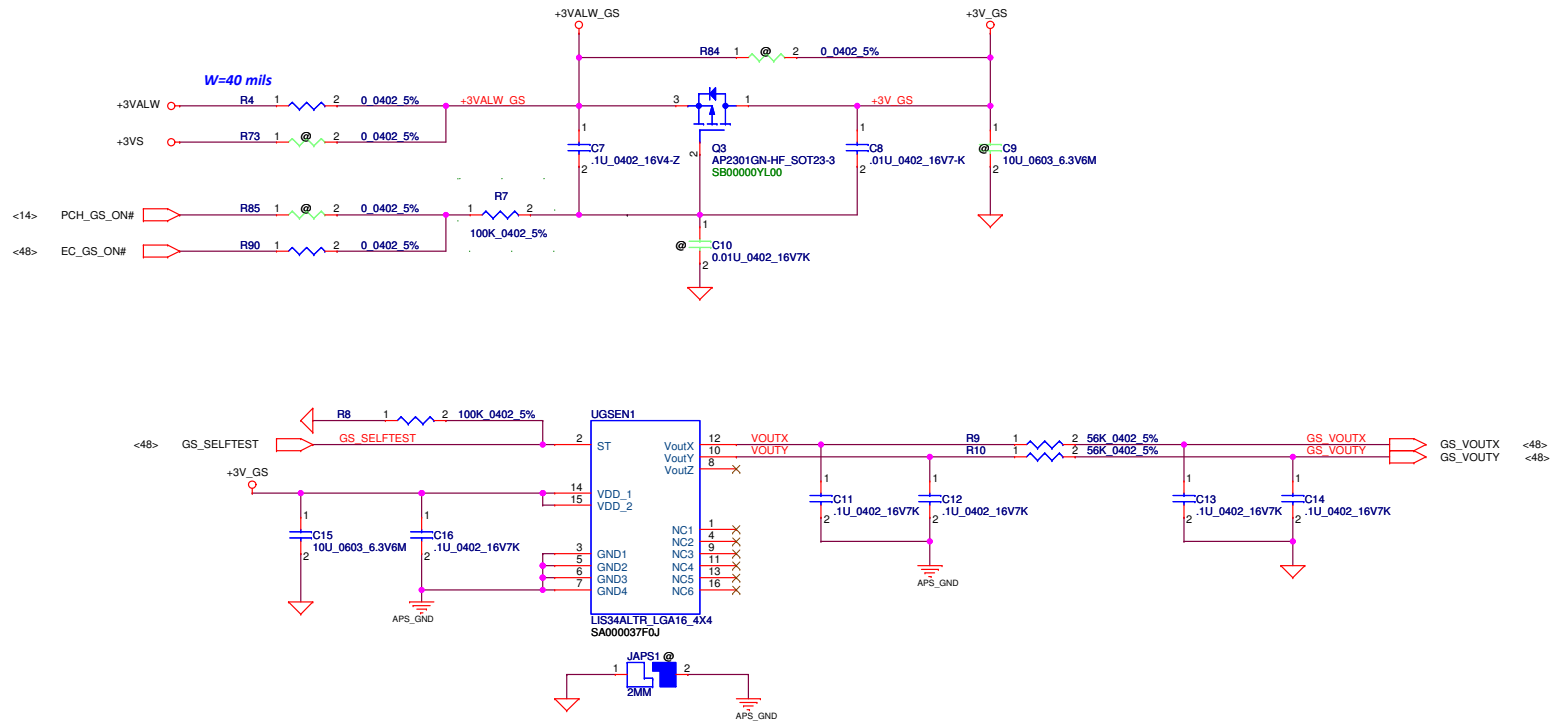 +3VALW_GS
+3V_GS
R84 1 @ 2 0_0402_5%
W=40 mils
+3VALW R4 1 2 0_0402_5% +3VALW_GS 3 1 +3V_GS
+3VS R73 1 @ 2 0_0402_5%
1 C7 .1U_0402_16V4-Z 2
2 Q3
AP2301GN-HF_SOT23-3
SB00000YL00
1 C8 .01U_0402_16V7-K 2
1 @ C9 10U_0603_6.3V6M 2
<14> PCH_GS_ON# R85 1 @ 2 0_0402_5% 1 R7 2
100K_0402_5%
<48> EC_GS_ON# R90 1 2 0_0402_5%
1 @ C10
0.01U_0402_16V7K
2
R8 1 2 100K_0402_5%
UGSEN1
<48> GS_SELFTEST GS_SELFTEST 2 ST
VoutX 12 VOUTX R9 1 2 56K_0402_5% GS_VOUTX GS_VOUTX <48>
VoutY 10 VOUTY R10 1 2 56K_0402_5% GS_VOUTY GS_VOUTY <48>
VoutZ 8
+3V_GS
14 VDD_1
15 VDD_2
1 C11 .1U_0402_16V7K 2
1 C12 .1U_0402_16V7K 2
1 C13 .1U_0402_16V7K 2
1 C14 .1U_0402_16V7K 2
1 C15 10U_0603_6.3V6M 2
1 C16 .1U_0402_16V7K 2
NC1 1
NC2 4
3 GND1 NC3 9
5 GND2 NC4 11
6 GND3 NC5 13
7 GND4 NC6 16
APS_GND
APS_GND
LIS34ALTR_LGA16_4X4
SA000037F0J
JAPS1 @
1 2
2MM
APS_GND